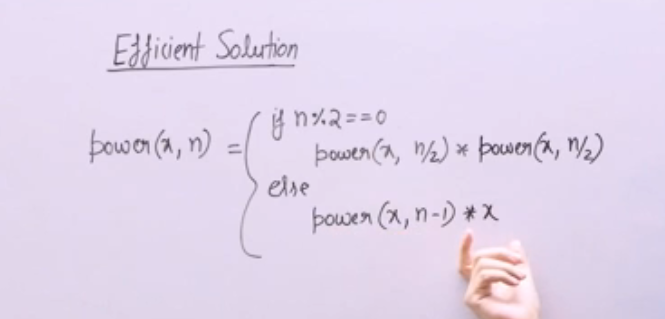 Efficient Solution
if n%2==0
power(x, n) =
power(x, n/2) * power(x, n/2)
else
power(x, n-1) * x